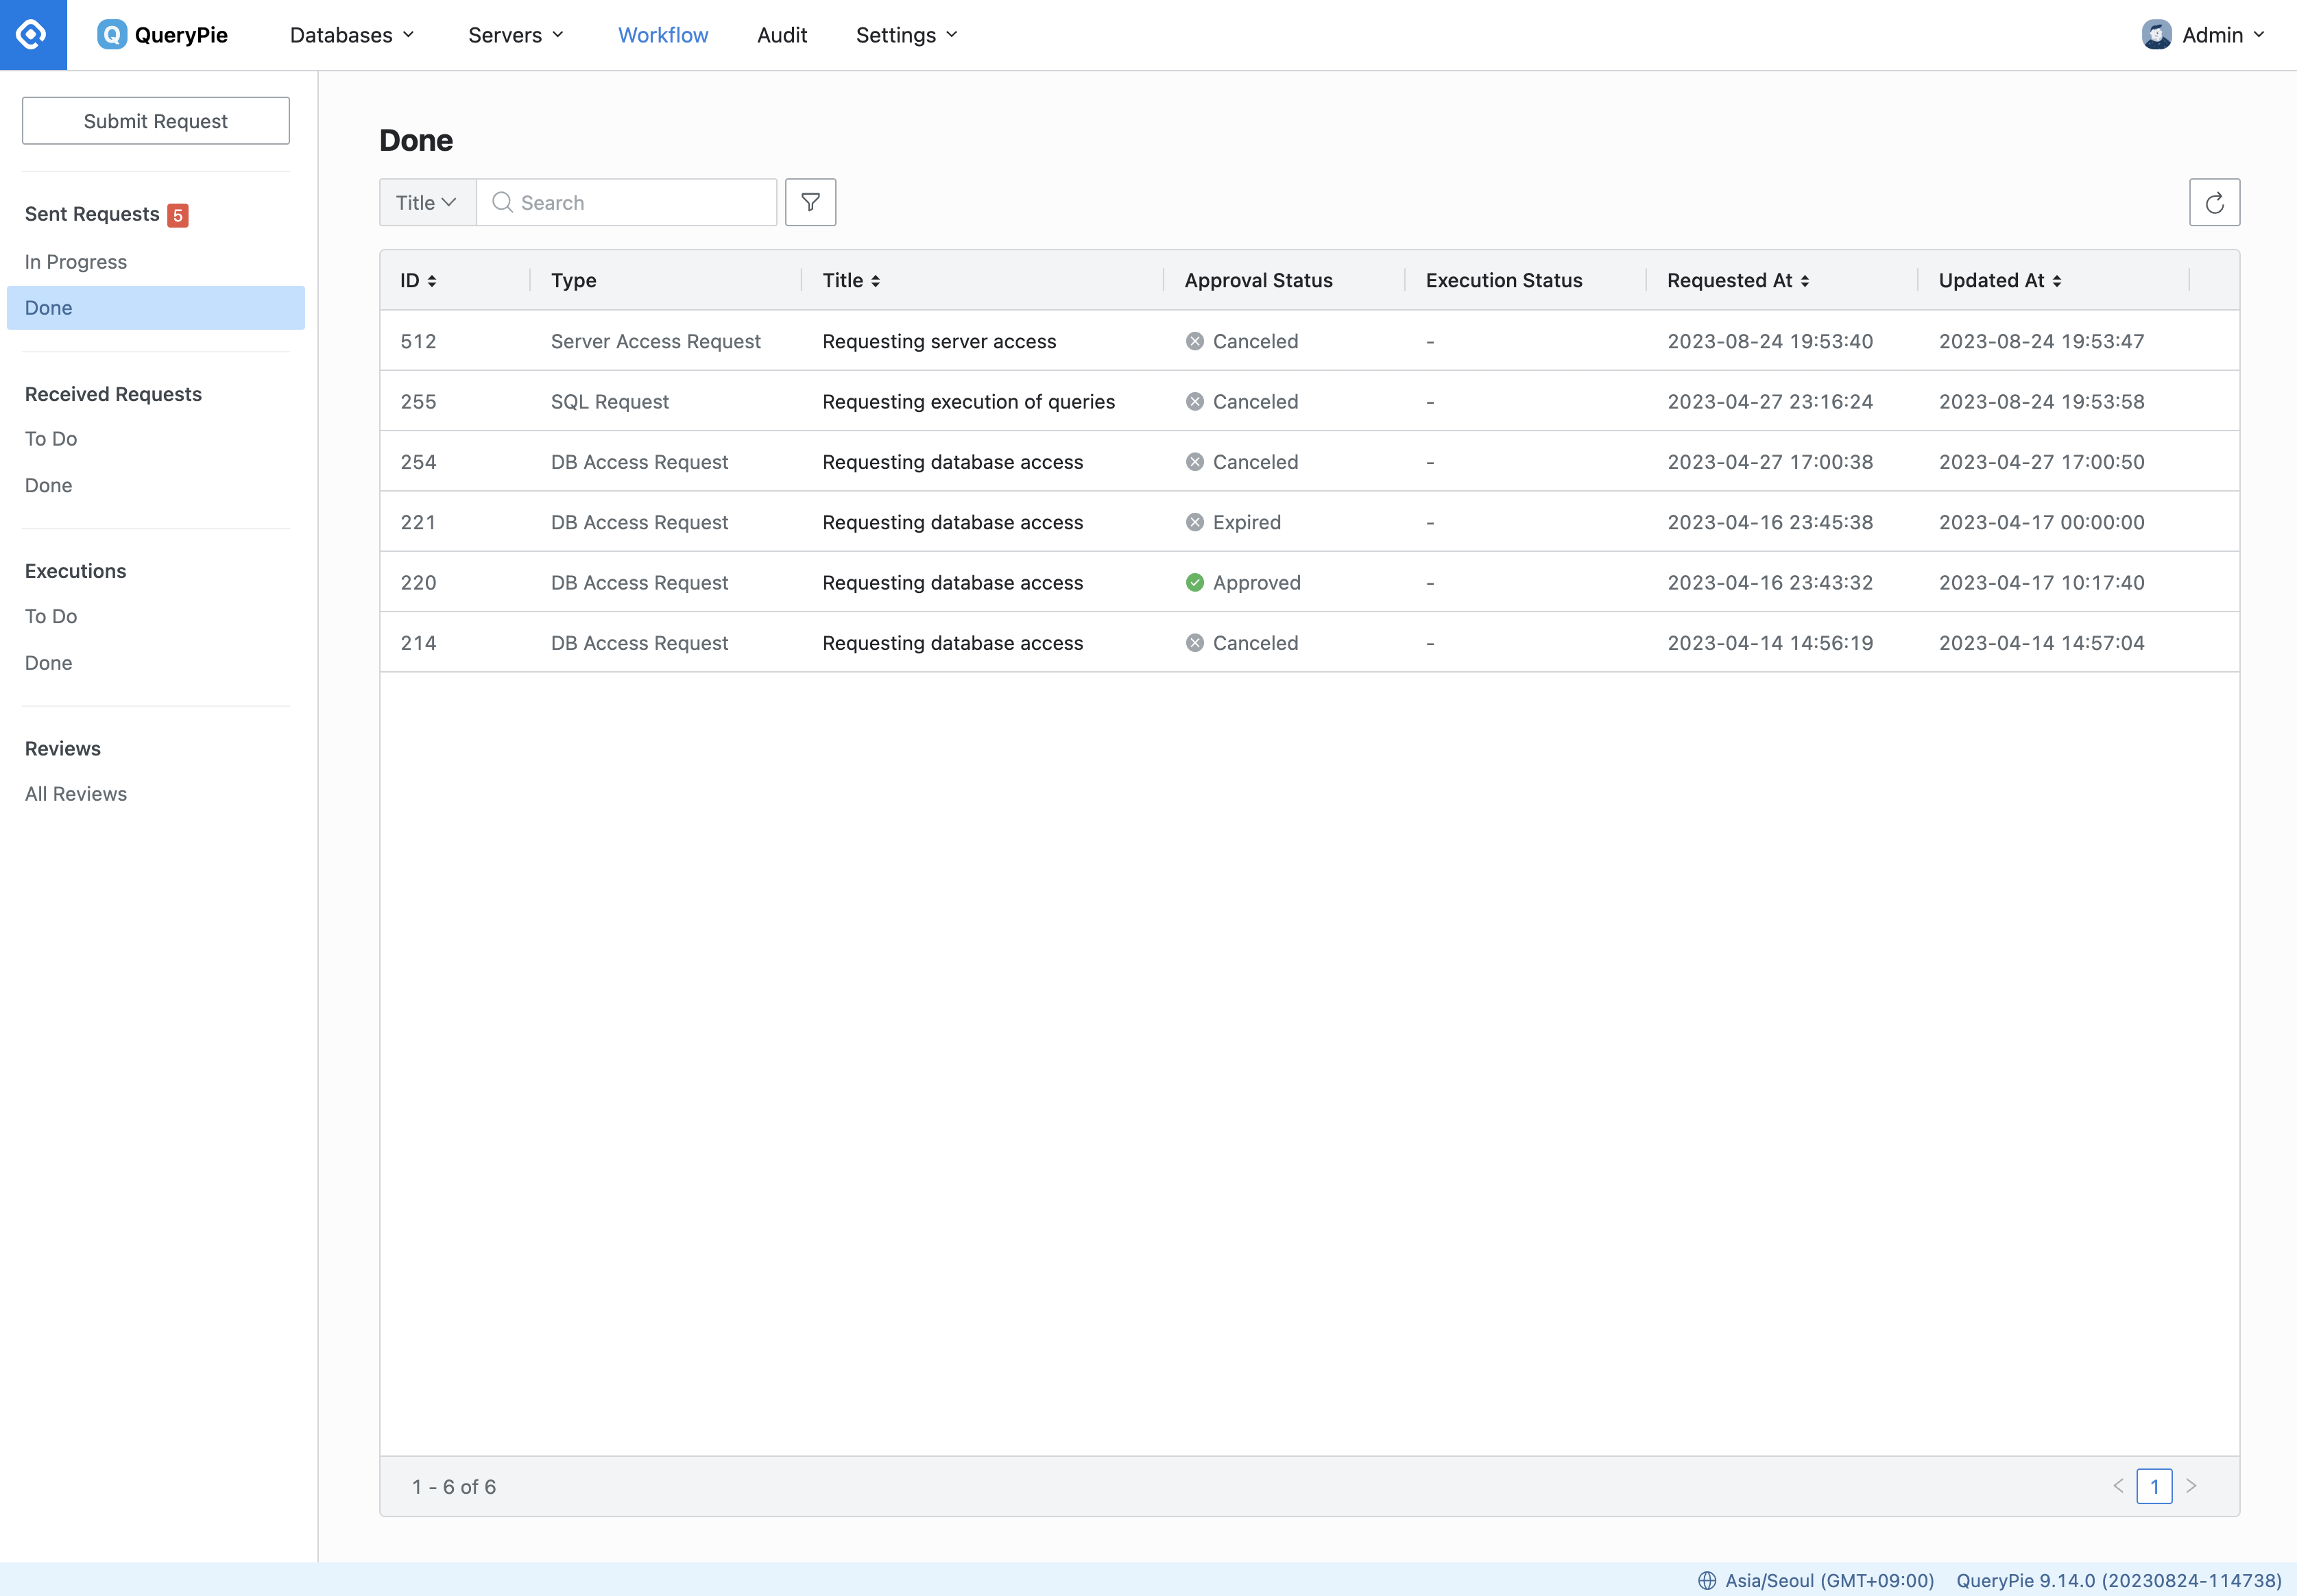 QueryPie Databases Servers Workflow Audit Settings Admin
Submit Request
Sent Requests 5
In Progress
Done
Received Requests
To Do
Done
Executions
To Do
Done
Reviews
All Reviews
Done
Title Search
ID Type Title Approval Status Execution Status Requested At Updated At
512 Server Access Request Requesting server access Canceled - 2023-08-24 19:53:40 2023-08-24 19:53:47
255 SQL Request Requesting execution of queries Canceled - 2023-04-27 23:16:24 2023-08-24 19:53:58
254 DB Access Request Requesting database access Canceled - 2023-04-27 17:00:38 2023-04-27 17:00:50
221 DB Access Request Requesting database access Expired - 2023-04-16 23:45:38 2023-04-17 00:00:00
220 DB Access Request Requesting database access Approved - 2023-04-16 23:43:32 2023-04-17 10:17:40
214 DB Access Request Requesting database access Canceled - 2023-04-14 14:56:19 2023-04-14 14:57:04
1 - 6 of 6 1
Asia/Seoul (GMT+09:00) QueryPie 9.14.0 (20230824-114738)